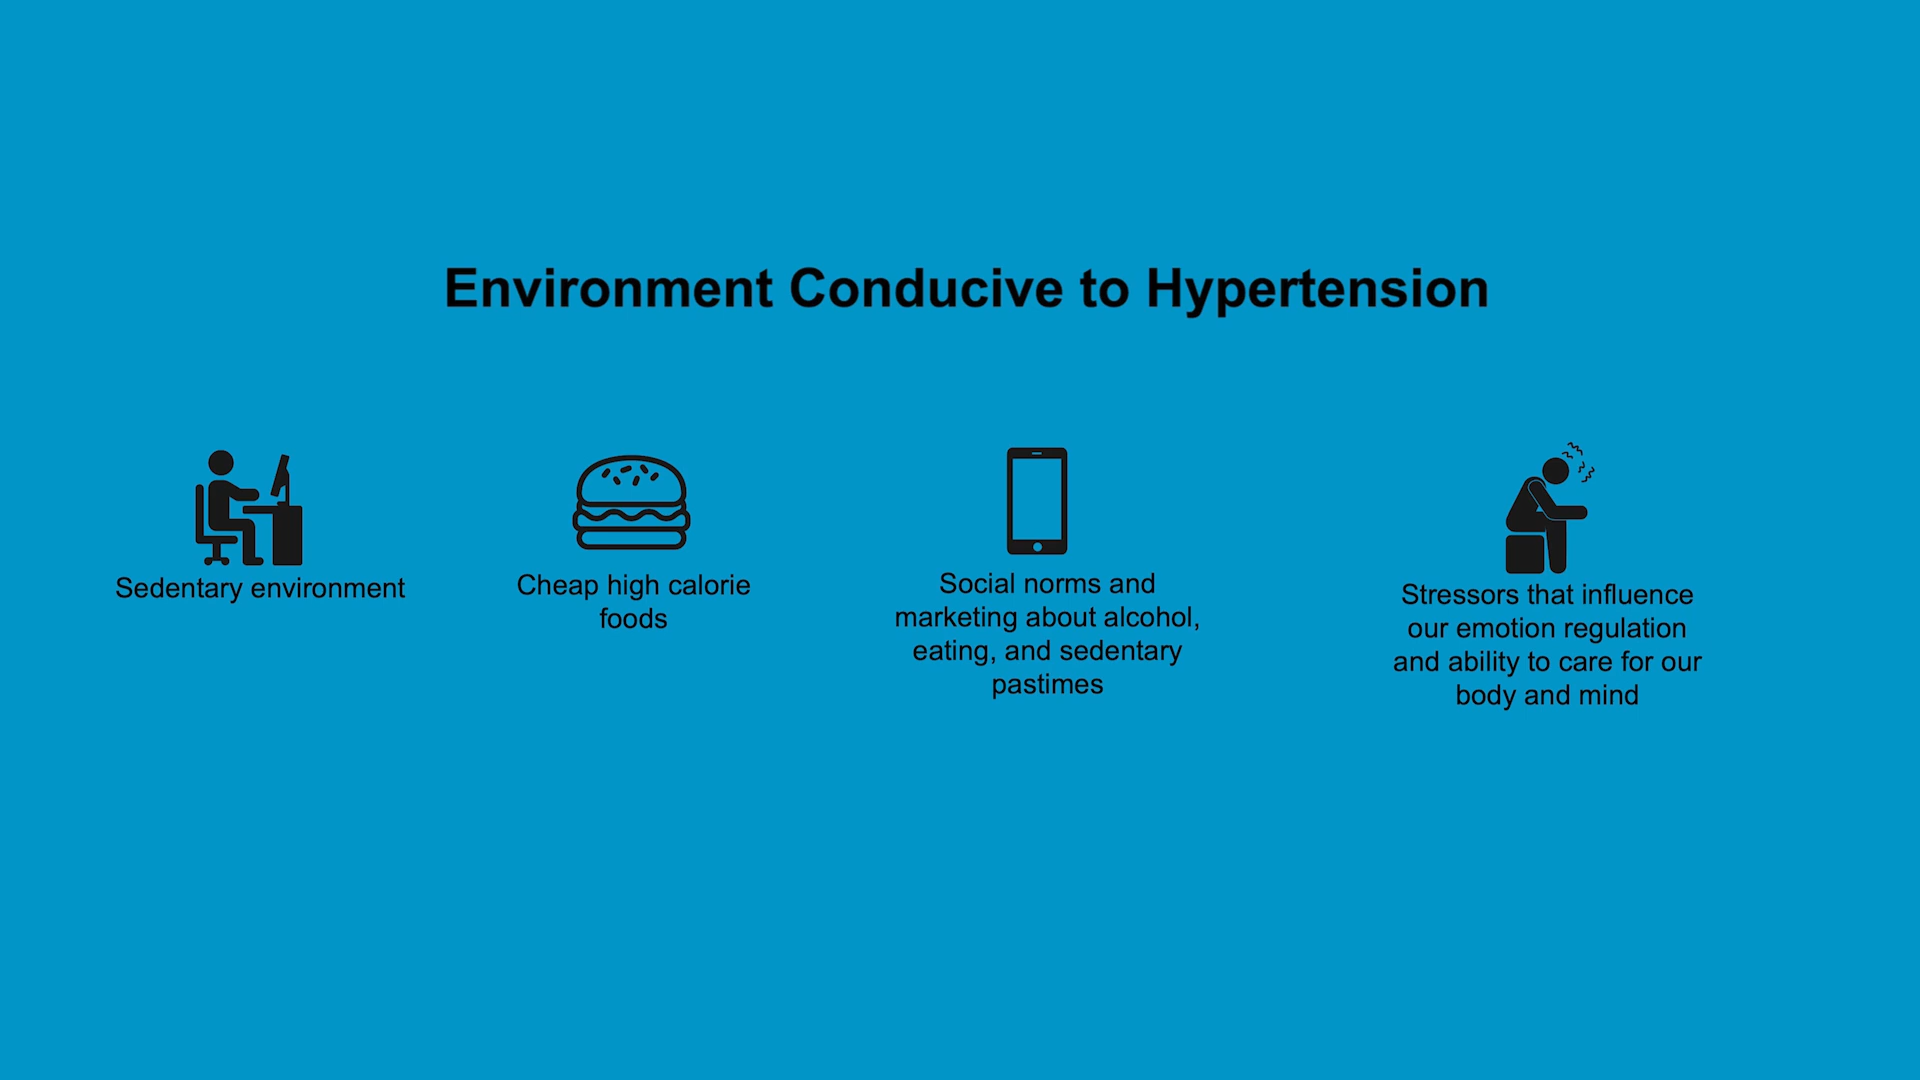 Environment Conducive to Hypertension
Sedentary environment
Cheap high calorie
foods
Social norms and
marketing about alcohol,
eating, and sedentary
pastimes
Stressors that influence
our emotion regulation
and ability to care for our
body and mind